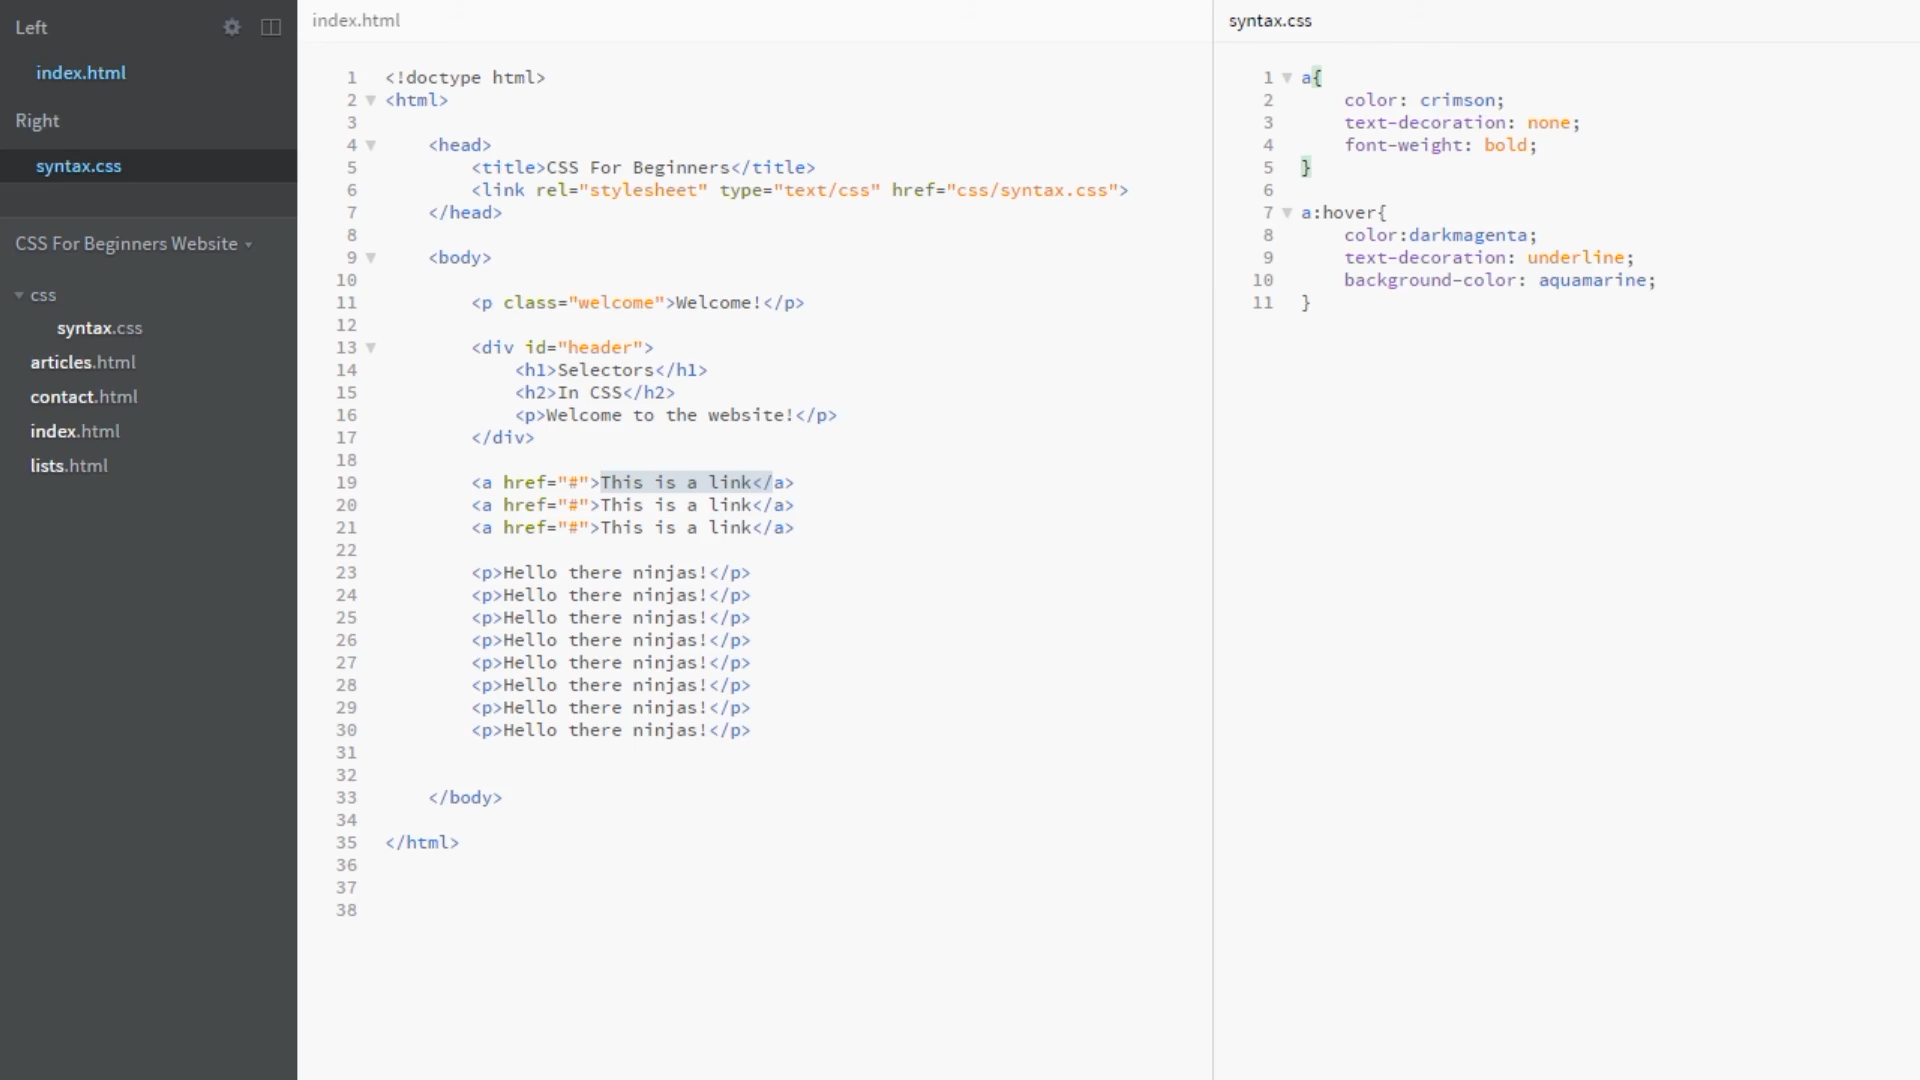 Left
index.html
Right
syntax.css
CSS For Beginners Website
css
syntax.css
articles.html
contact.html
index.html
lists.html
index.html
1 <!doctype html>
2 <html>
3
4 <head>
5 <title>CSS For Beginners</title>
6 <link rel="stylesheet" type="text/css" href="css/syntax.css">
7 </head>
8
9 <body>
10
11 <p class="welcome">Welcome!</p>
12
13 <div id="header">
14 <h1>Selectors</h1>
15 <h2>In CSS</h2>
16 <p>Welcome to the website!</p>
17 </div>
18
19 <a href="#">This is a link</a>
20 <a href="#">This is a link</a>
21 <a href="#">This is a link</a>
22
23 <p>Hello there ninjas!</p>
24 <p>Hello there ninjas!</p>
25 <p>Hello there ninjas!</p>
26 <p>Hello there ninjas!</p>
27 <p>Hello there ninjas!</p>
28 <p>Hello there ninjas!</p>
29 <p>Hello there ninjas!</p>
30 <p>Hello there ninjas!</p>
31
32
33 </body>
34
35 </html>
36
37
38
syntax.css
1 a{
2 color: crimson;
3 text-decoration: none;
4 font-weight: bold;
5 }
6
7 a:hover{
8 color:darkmagenta;
9 text-decoration: underline;
10 background-color: aquamarine;
11 }